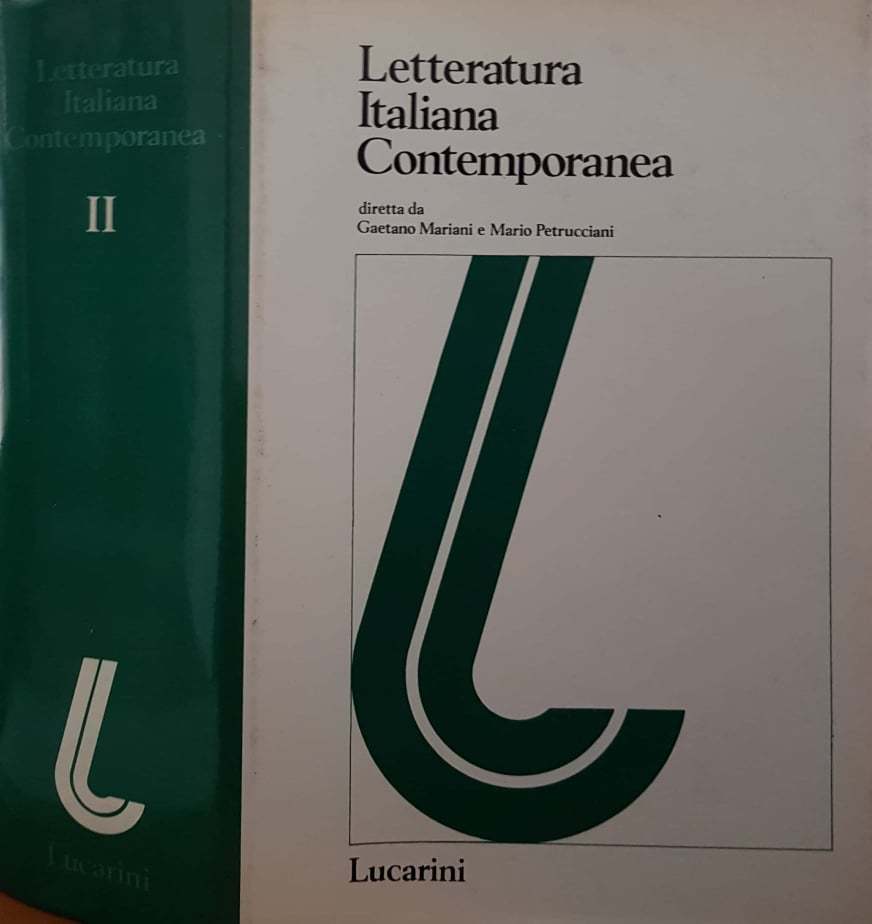 Letteratura
Italiana
Contemporanea
II
Lucarini
Letteratura
Italiana
Contemporanea
diretta da
Gaetano Mariani e Mario Petrucciani
Lucarini